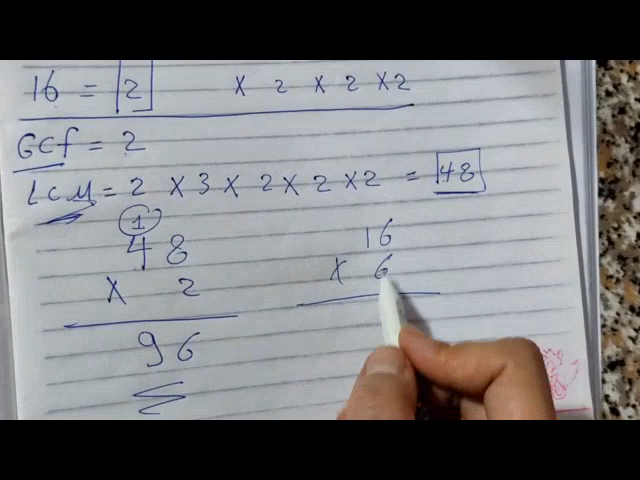 16 = 2 × 2 × 2 × 2
GCf = 2
LCM = 2 × 3 × 2 × 2 × 2 = 48
1
48 16
× 2 × 6
96